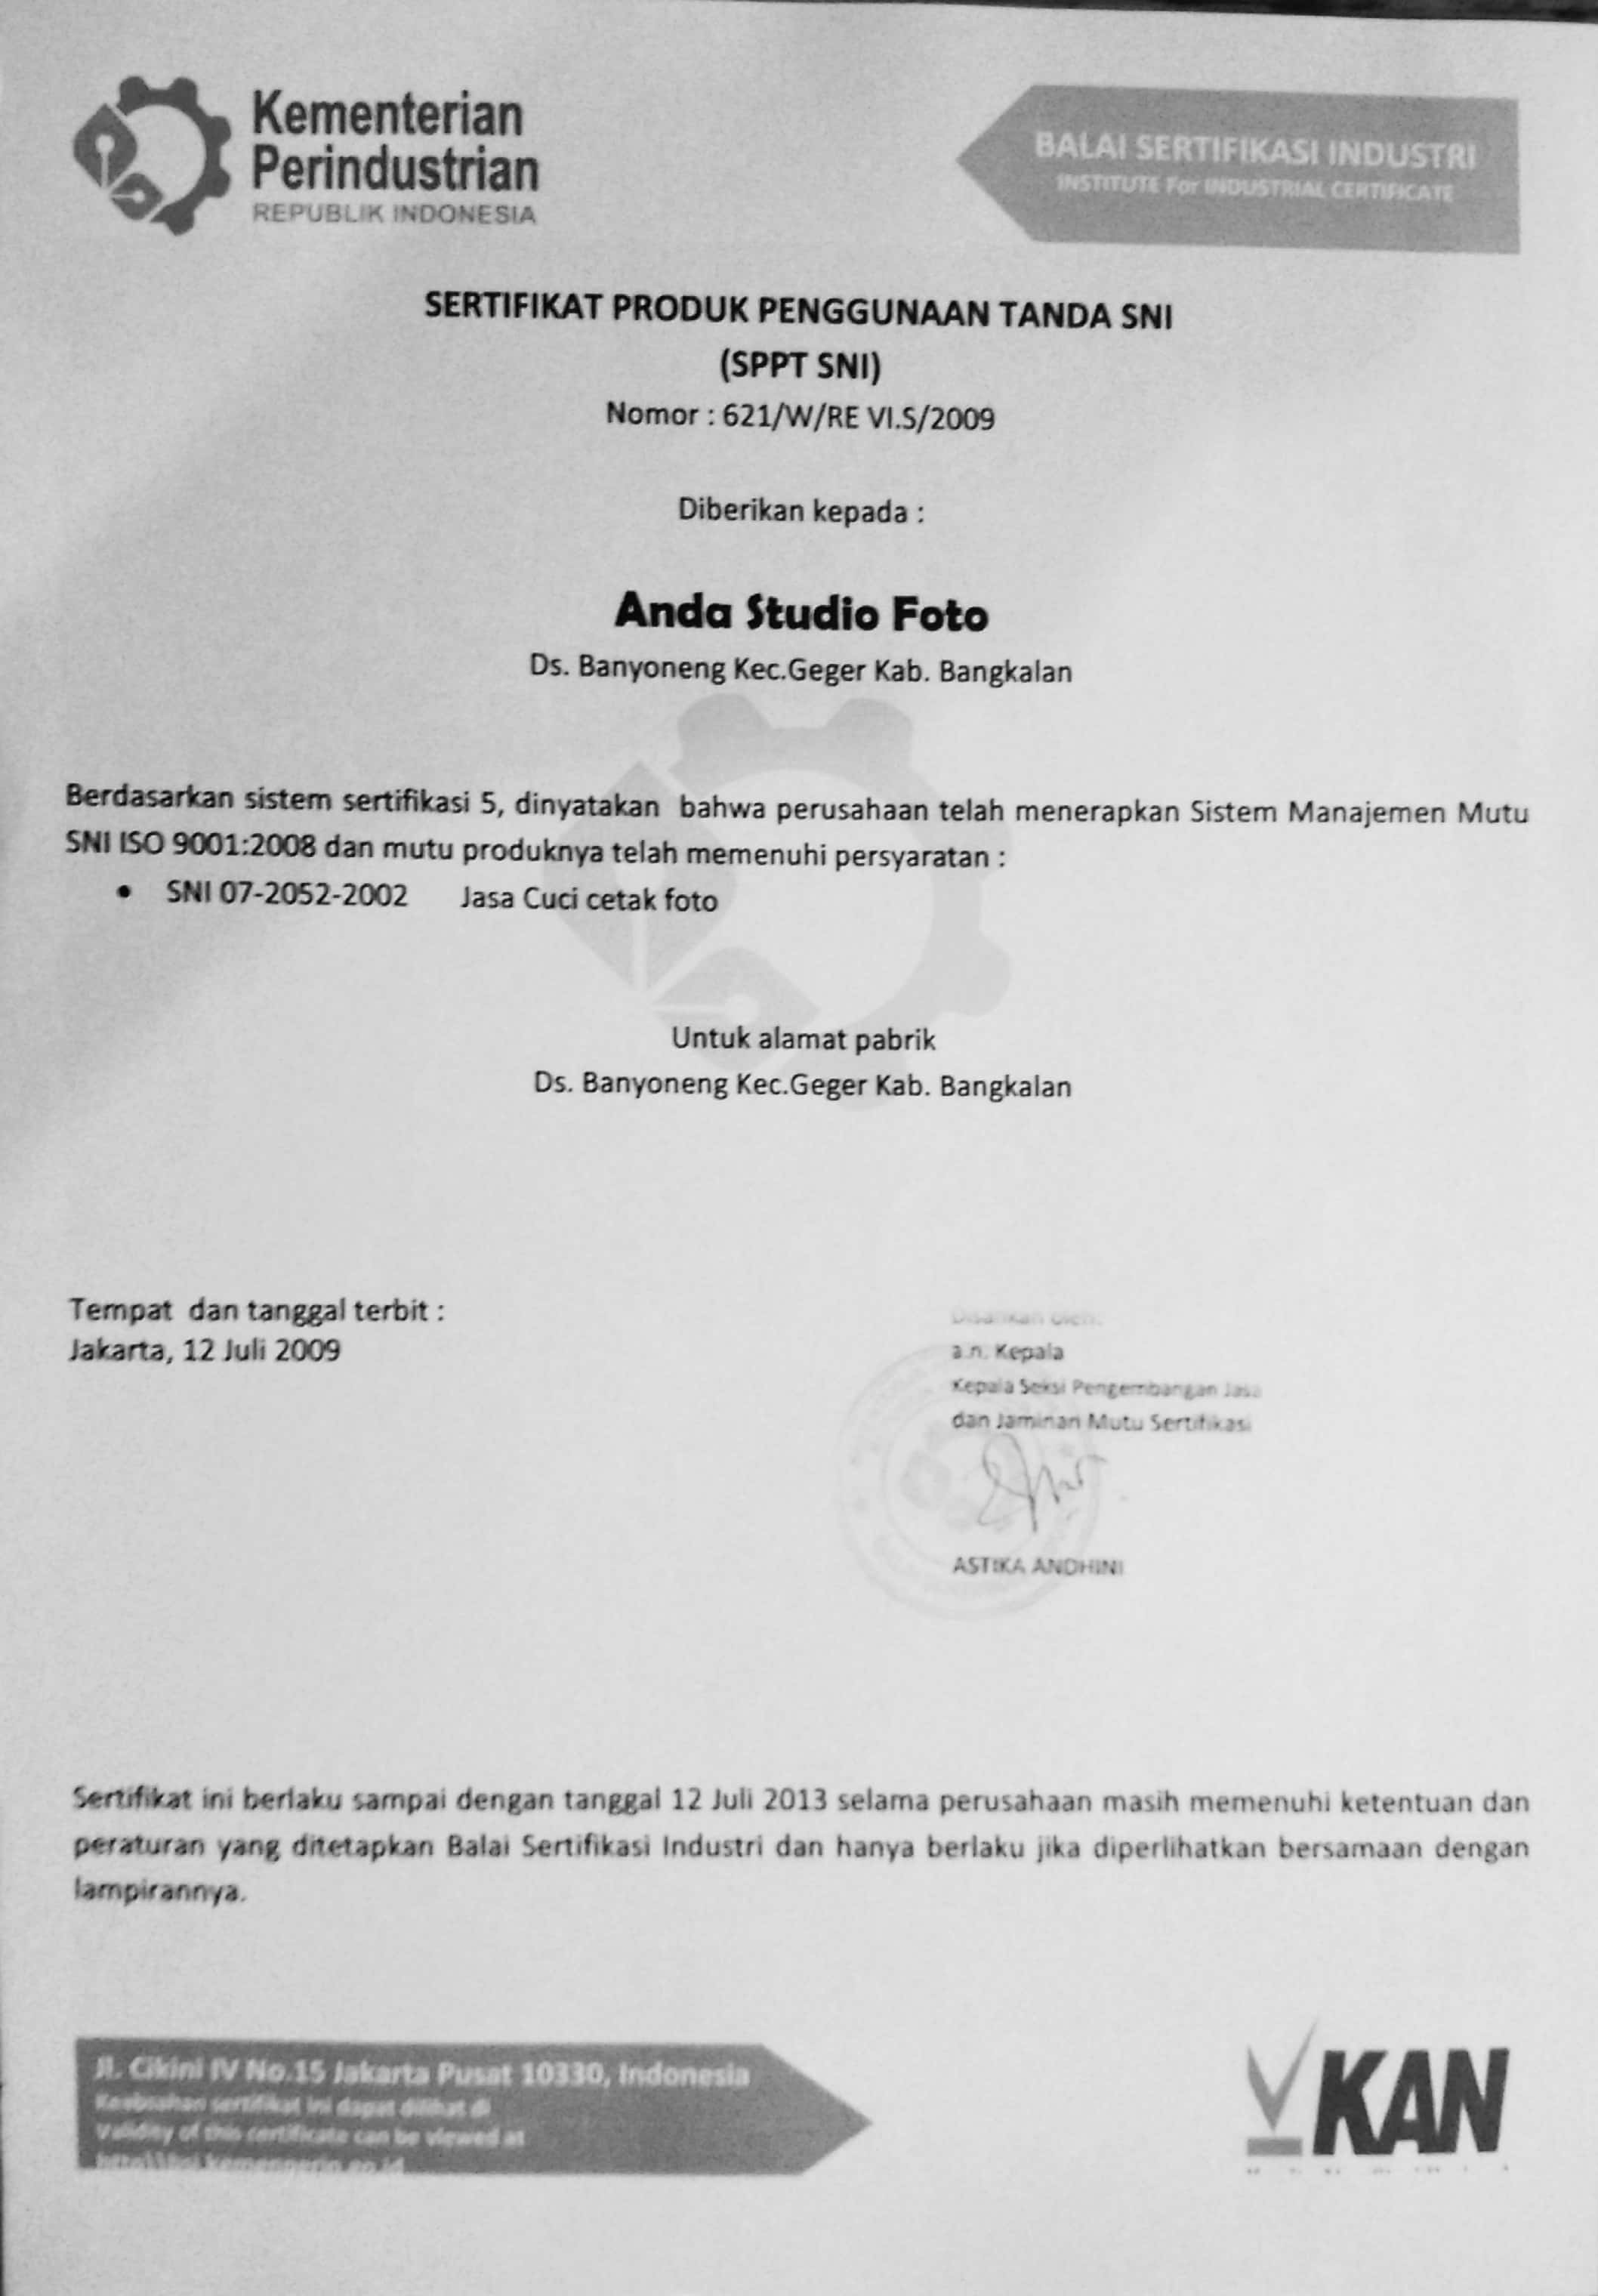 Kementerian
Perindustrian
REPUBLIK INDONESIA
BALAI SERTIFIKASI INDUSTRI
INSTITUTE For INDUSTRIAL CERTIFICATE
SERTIFIKAT PRODUK PENGGUNAAN TANDA SNI
(SPPT SNI)
Nomor : 621/W/RE VI.S/2009
Diberikan kepada :
Anda Studio Foto
Ds. Banyoneng Kec.Geger Kab. Bangkalan
Berdasarkan sistem sertifikasi 5, dinyatakan bahwa perusahaan telah menerapkan Sistem Manajemen Mutu
SNI ISO 9001:2008 dan mutu produknya telah memenuhi persyaratan :
• SNI 07-2052-2002 Jasa Cuci cetak foto
Untuk alamat pabrik
Ds. Banyoneng Kec.Geger Kab. Bangkalan
Tempat dan tanggal terbit :
Jakarta, 12 Juli 2009
Disahkan oleh:
a.n. Kepala
Kepala Seksi Pengembangan Jasa
dan Jaminan Mutu Sertifikasi
ASTIKA ANDHINI
Sertifikat ini berlaku sampai dengan tanggal 12 Juli 2013 selama perusahaan masih memenuhi ketentuan dan
peraturan yang ditetapkan Balai Sertifikasi Industri dan hanya berlaku jika diperlihatkan bersamaan dengan
lampirannya.
Jl. Cikini IV No.15 Jakarta Pusat 10330, Indonesia
Keabsahan sertifikat ini dapat dilihat di
Validity of this certificate can be viewed at
KAN